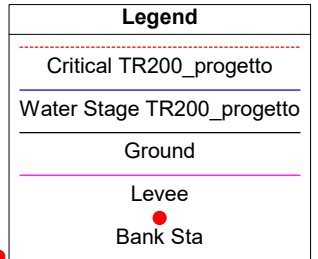 Legend
Critical TR200_progetto
Water Stage TR200_progetto
Ground
Levee
Bank Sta